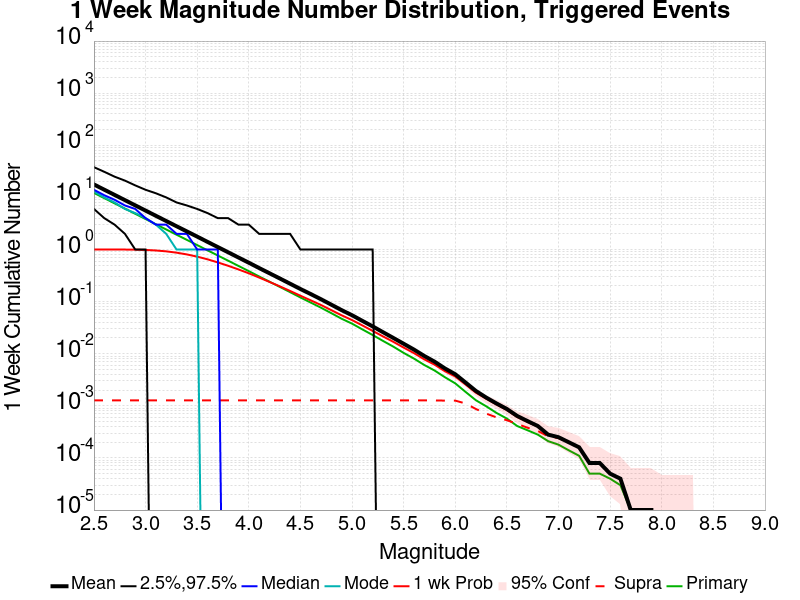 1 Week Magnitude Number Distribution, Triggered Events
1 Week Cumulative Number
10^4
10^3
10^2
10^1
10^0
10^-1
10^-2
10^-3
10^-4
10^-5
2.5 3.0 3.5 4.0 4.5 5.0 5.5 6.0 6.5 7.0 7.5 8.0 8.5 9.0
Magnitude
Mean 2.5%,97.5% Median Mode 1 wk Prob 95% Conf Supra Primary